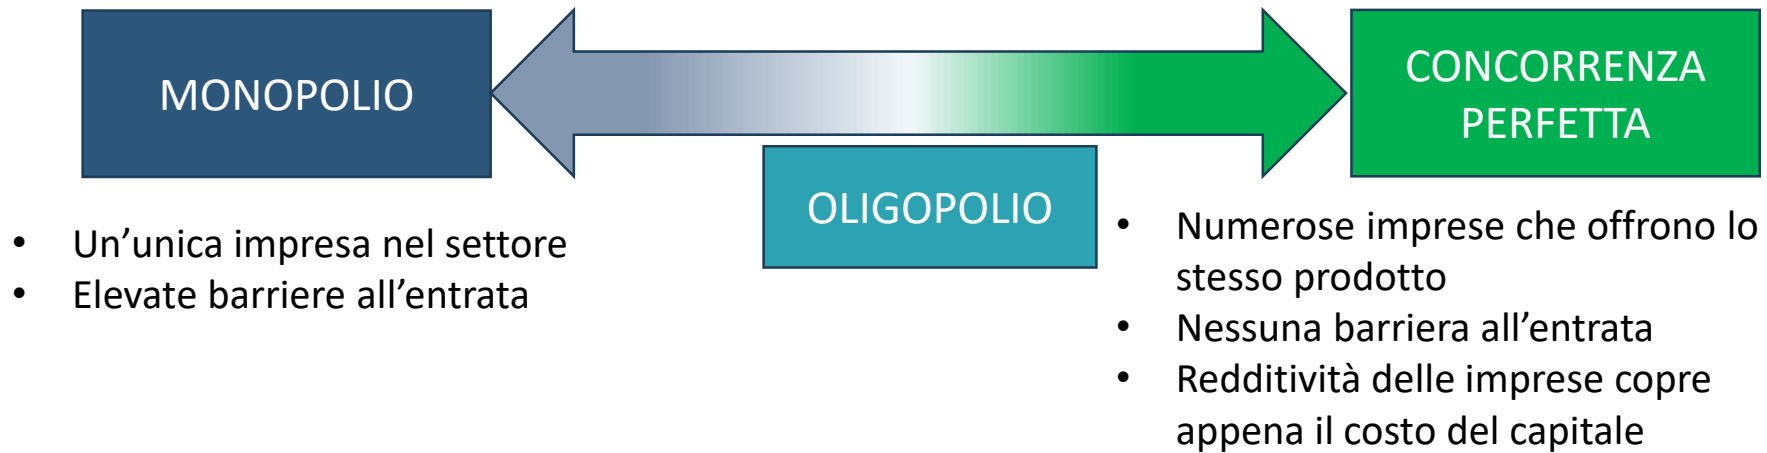 MONOPOLIO
CONCORRENZA
PERFETTA
OLIGOPOLIO
• Un’unica impresa nel settore
• Elevate barriere all’entrata
• Numerose imprese che offrono lo
stesso prodotto
• Nessuna barriera all’entrata
• Redditività delle imprese copre
appena il costo del capitale